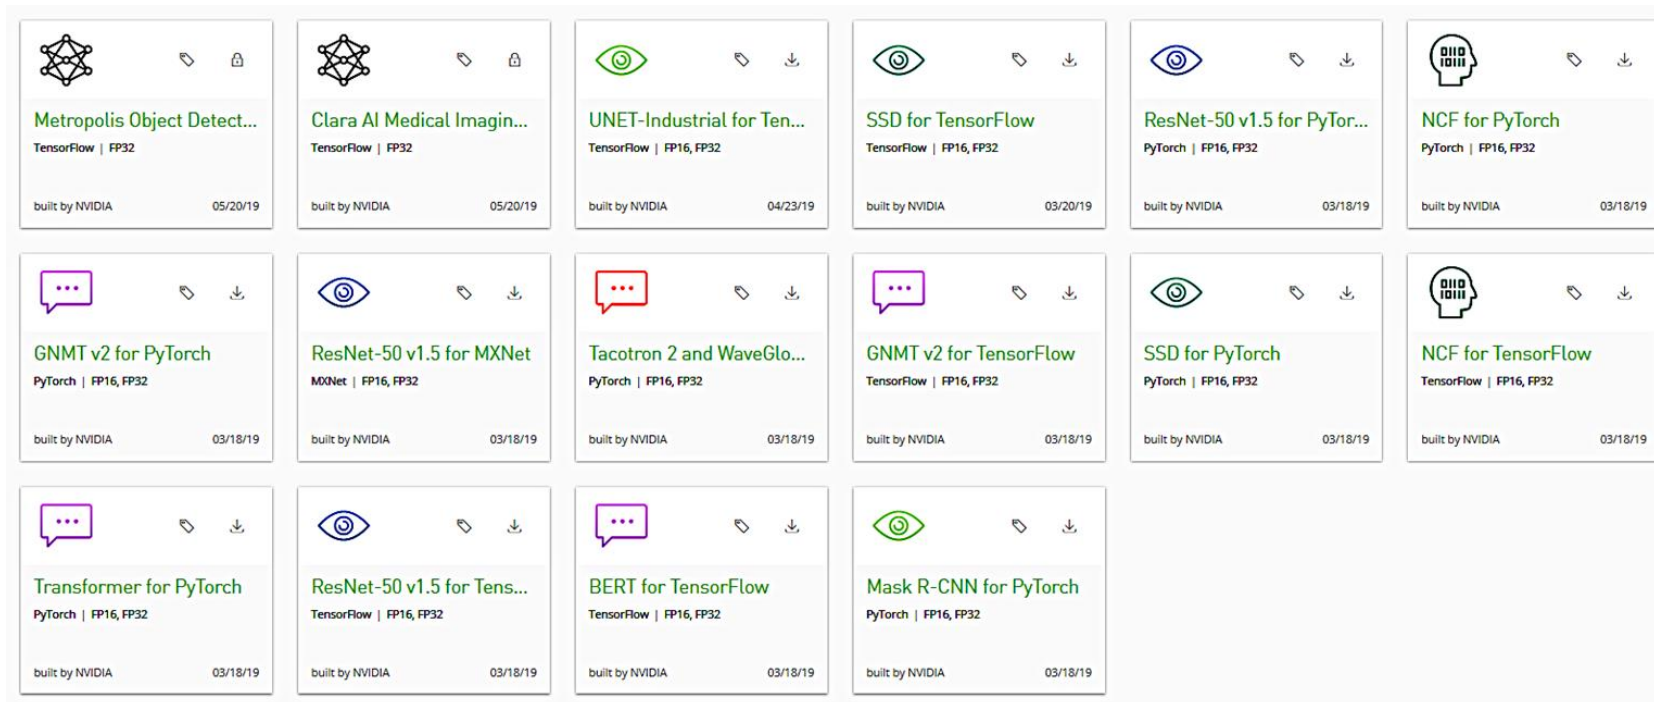 Metropolis Object Detect...
TensorFlow | FP32
built by NVIDIA 05/20/19
Clara AI Medical Imagin...
TensorFlow | FP32
built by NVIDIA 05/20/19
UNET-Industrial for Ten...
TensorFlow | FP16, FP32
built by NVIDIA 04/23/19
SSD for TensorFlow
TensorFlow | FP16, FP32
built by NVIDIA 03/20/19
ResNet-50 v1.5 for PyTor...
PyTorch | FP16, FP32
built by NVIDIA 03/18/19
0110
10111
NCF for PyTorch
PyTorch | FP16, FP32
built by NVIDIA 03/18/19
GNMT v2 for PyTorch
PyTorch | FP16, FP32
built by NVIDIA 03/18/19
ResNet-50 v1.5 for MXNet
MXNet | FP16, FP32
built by NVIDIA 03/18/19
Tacotron 2 and WaveGlo...
PyTorch | FP16, FP32
built by NVIDIA 03/18/19
GNMT v2 for TensorFlow
TensorFlow | FP16, FP32
built by NVIDIA 03/18/19
SSD for PyTorch
PyTorch | FP16, FP32
built by NVIDIA 03/18/19
0110
10111
NCF for TensorFlow
TensorFlow | FP16, FP32
built by NVIDIA 03/18/19
Transformer for PyTorch
PyTorch | FP16, FP32
built by NVIDIA 03/18/19
ResNet-50 v1.5 for Tens...
TensorFlow | FP16, FP32
built by NVIDIA 03/18/19
BERT for TensorFlow
TensorFlow | FP16, FP32
built by NVIDIA 03/18/19
Mask R-CNN for PyTorch
PyTorch | FP16, FP32
built by NVIDIA 03/18/19